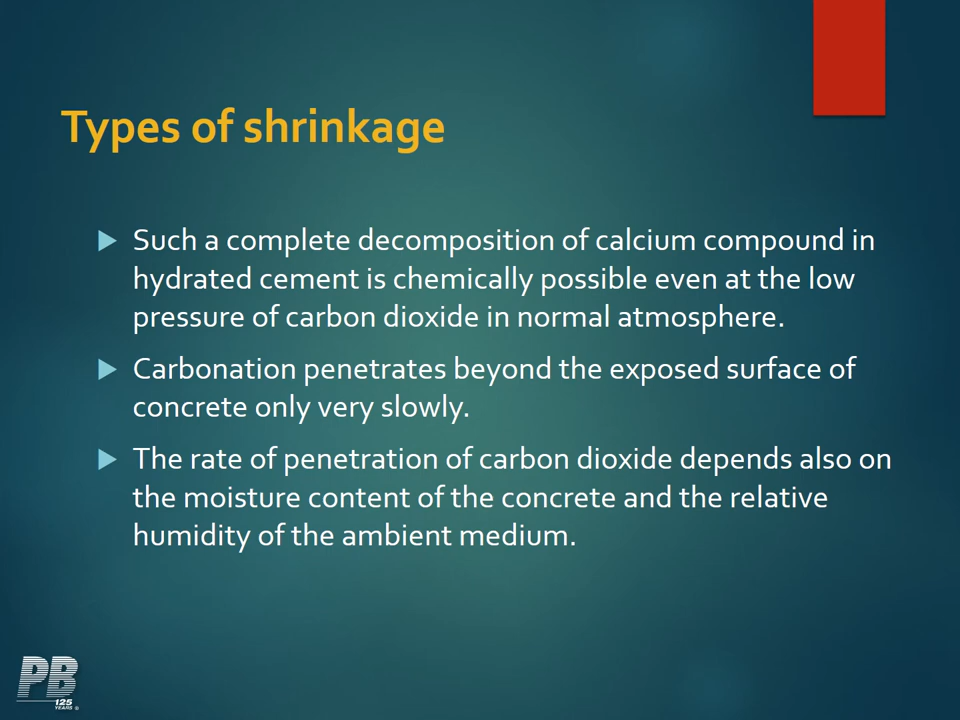 Types of shrinkage
Such a complete decomposition of calcium compound in
hydrated cement is chemically possible even at the low
pressure of carbon dioxide in normal atmosphere.
Carbonation penetrates beyond the exposed surface of
concrete only very slowly.
The rate of penetration of carbon dioxide depends also on
the moisture content of the concrete and the relative
humidity of the ambient medium.
PB
125
YEARS ®